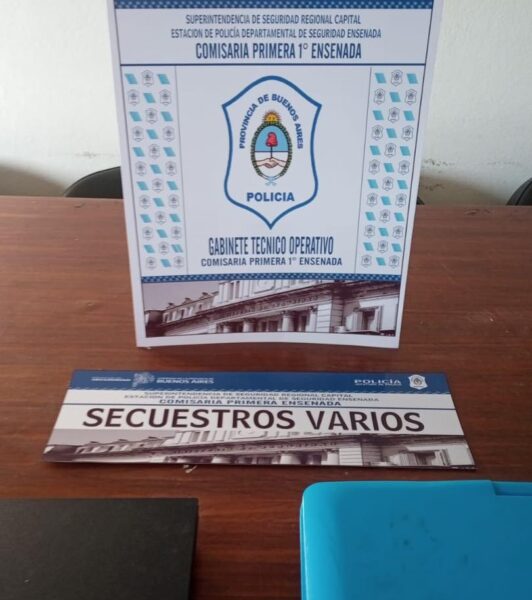 SUPERINTENDENCIA DE SEGURIDAD REGIONAL CAPITAL
ESTACION DE POLICÍA DEPARTAMENTAL DE SEGURIDAD ENSENADA
COMISARIA PRIMERA 1° ENSENADA
PROVINCIA DE BUENOS AIRES
POLICIA
GABINETE TECNICO OPERATIVO
COMISARIA PRIMERA 1° ENSENADA
BUENOS AIRES
POLICÍA
SUPERINTENDENCIA DE SEGURIDAD REGIONAL CAPITAL
ESTACION DE POLICÍA DEPARTAMENTAL DE SEGURIDAD ENSENADA
COMISARIA PRIMERA ENSENADA
SECUESTROS VARIOS